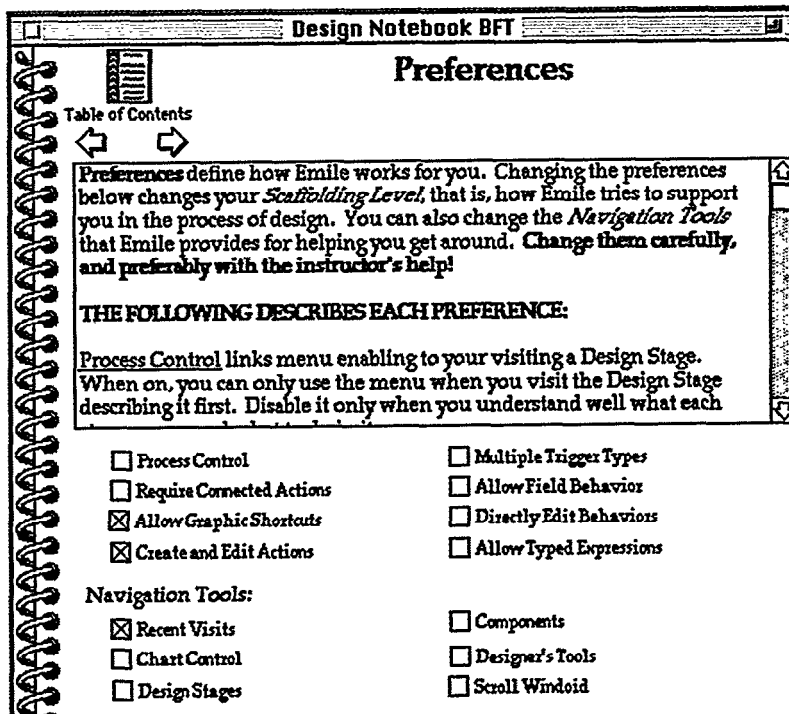 Design Notebook BFT
Preferences
Table of Contents
Preferences define how Emile works for you. Changing the preferences
below changes your Scaffolding Level, that is, how Emile tries to support
you in the process of design. You can also change the Navigation Tools
that Emile provides for helping you get around. Change them carefully,
and preferably with the instructor's help!
THE FOLLOWING DESCRIBES EACH PREFERENCE:
Process Control links menu enabling to your visiting a Design Stage.
When on, you can only use the menu when you visit the Design Stage
describing it first. Disable it only when you understand well what each
Process Control
Multiple Trigger Types
Require Connected Actions
Allow Field Behavior
Allow Graphic Shortcuts
Directly Edit Behaviors
Create and Edit Actions
Allow Typed Expressions
Navigation Tools:
Recent Visits
Components
Chart Control
Designer's Tools
Design Stages
Scroll Windoid